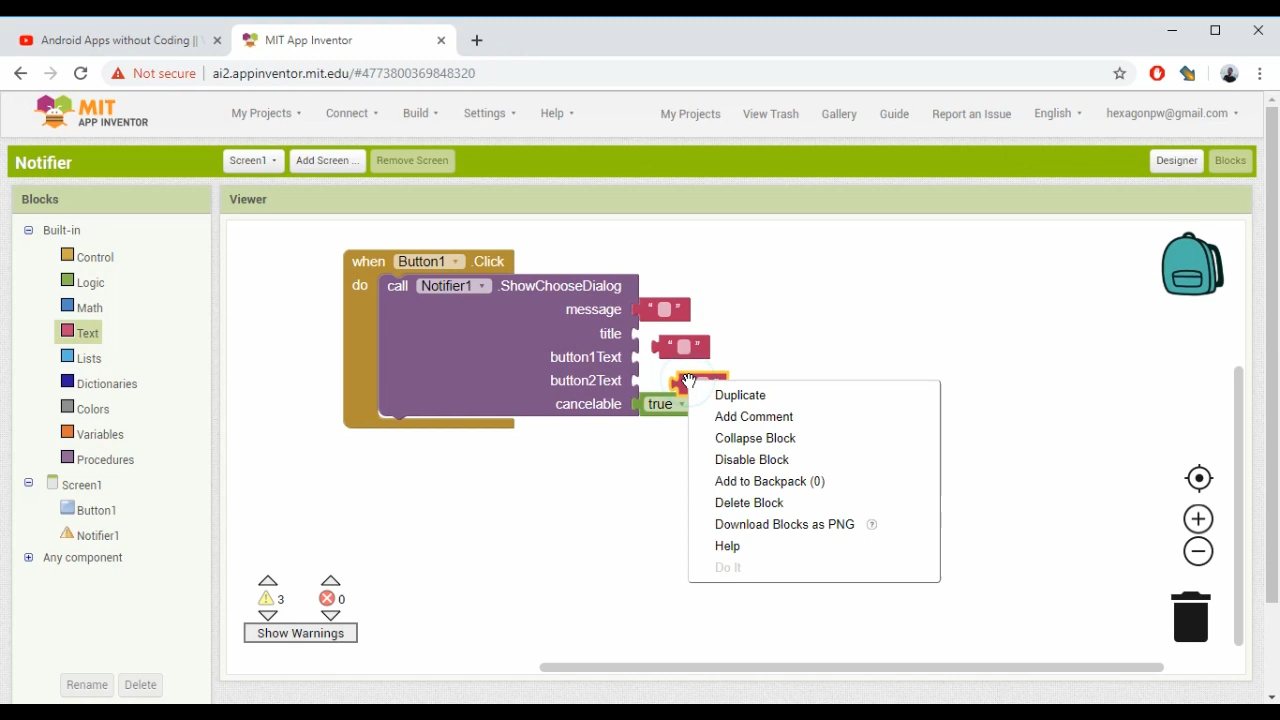 Android Apps without Coding ||
MIT App Inventor
Not secure
ai2.appinventor.mit.edu/#4773800369848320
MIT
APP INVENTOR
My Projects
Connect
Build
Settings
Help
My Projects
View Trash
Gallery
Guide
Report an Issue
English
hexagonpw@gmail.com
Notifier
Screen1
Add Screen ...
Remove Screen
Designer
Blocks
Blocks
Viewer
Built-in
Control
Logic
Math
Text
Lists
Dictionaries
Colors
Variables
Procedures
Screen1
Button1
Notifier1
Any component
Rename
Delete
when Button1 .Click
do call Notifier1 .ShowChooseDialog
message “ ”
title
“ ”
button1Text
button2Text
cancelable true
Duplicate
Add Comment
Collapse Block
Disable Block
Add to Backpack (0)
Delete Block
Download Blocks as PNG ?
Help
Do It
3
0
Show Warnings